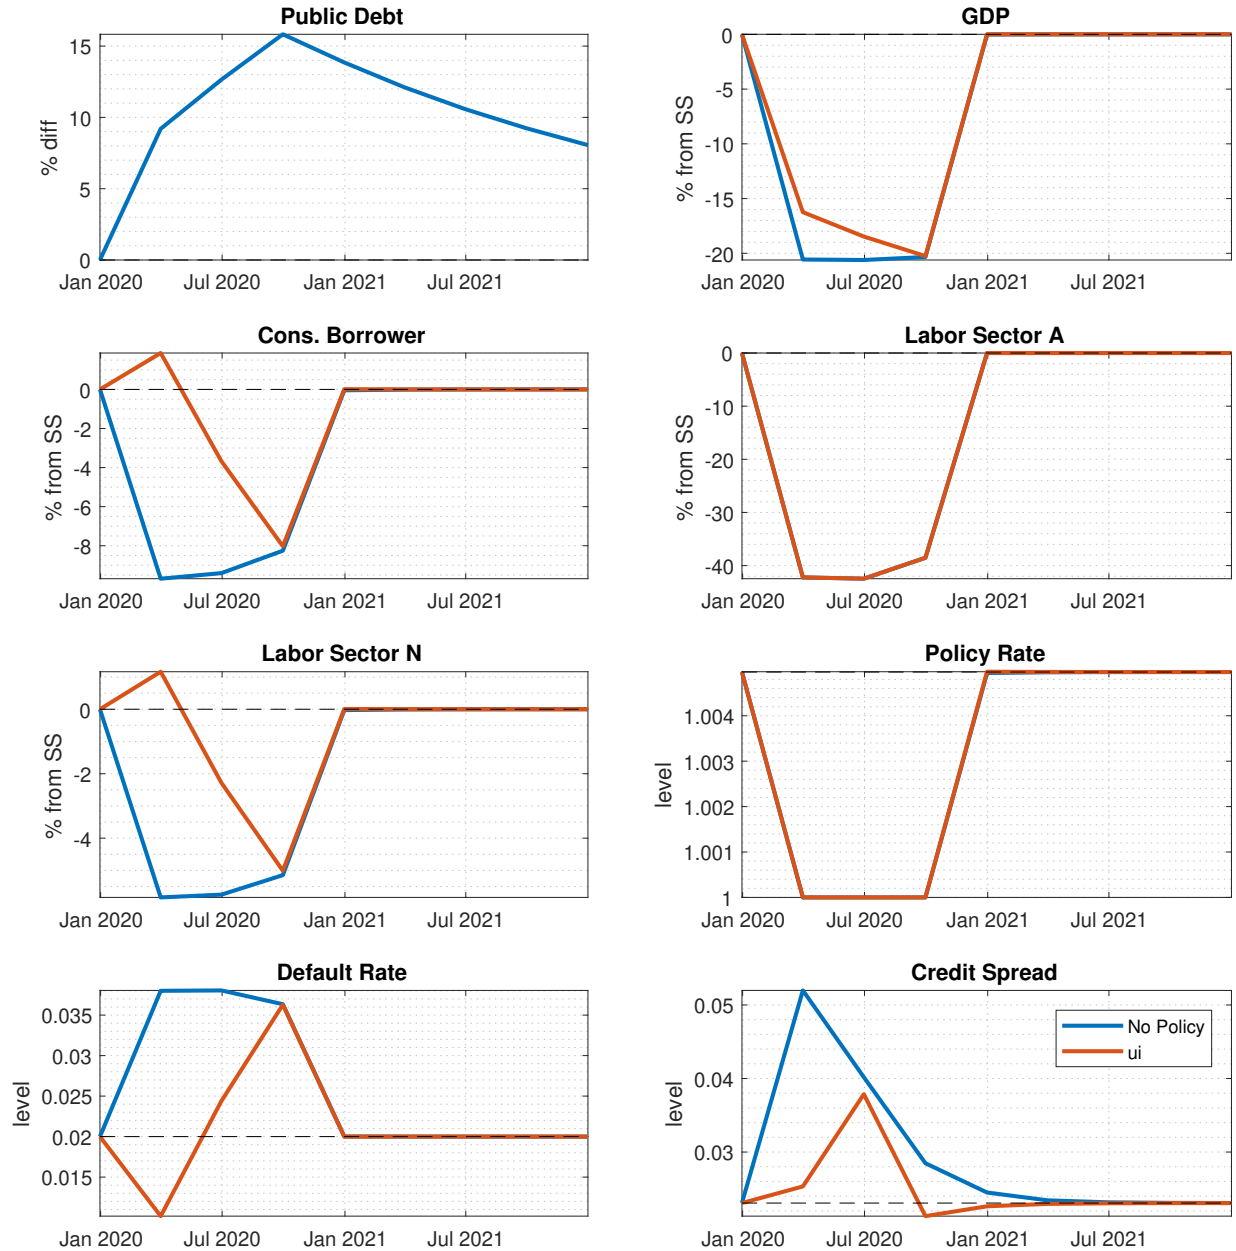 Public Debt
% diff
15
10
5
0
Jan 2020 Jul 2020 Jan 2021 Jul 2021
GDP
% from SS
0
-5
-10
-15
-20
Jan 2020 Jul 2020 Jan 2021 Jul 2021
Cons. Borrower
% from SS
0
-2
-4
-6
-8
Jan 2020 Jul 2020 Jan 2021 Jul 2021
Labor Sector A
% from SS
0
-10
-20
-30
-40
Jan 2020 Jul 2020 Jan 2021 Jul 2021
Labor Sector N
% from SS
0
-2
-4
Jan 2020 Jul 2020 Jan 2021 Jul 2021
Policy Rate
level
1.004
1.003
1.002
1.001
1
Jan 2020 Jul 2020 Jan 2021 Jul 2021
Default Rate
level
0.035
0.03
0.025
0.02
0.015
Jan 2020 Jul 2020 Jan 2021 Jul 2021
Credit Spread
level
0.05
0.04
0.03
No Policy
ui
Jan 2020 Jul 2020 Jan 2021 Jul 2021